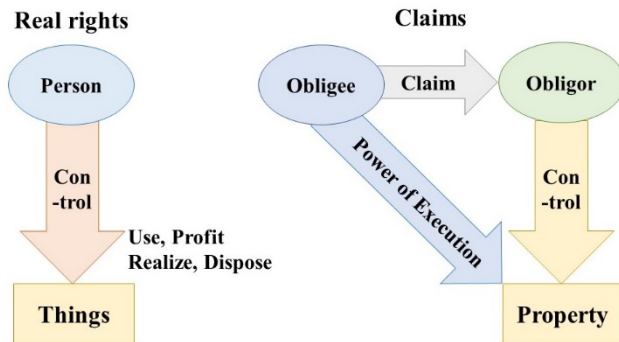 Real rights
Person
Con
-trol
Use, Profit
Realize, Dispose
Things
Claims
Obligee
Claim
Obligor
Power of Execution
Con
-trol
Property